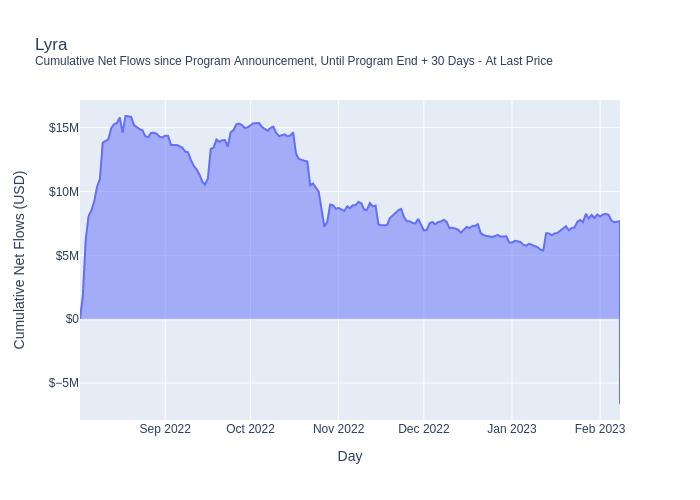 Lyra
Cumulative Net Flows since Program Announcement, Until Program End + 30 Days - At Last Price
Cumulative Net Flows (USD)
$15M
$10M
$5M
$0
$−5M
Sep 2022
Oct 2022
Nov 2022
Dec 2022
Jan 2023
Feb 2023
Day